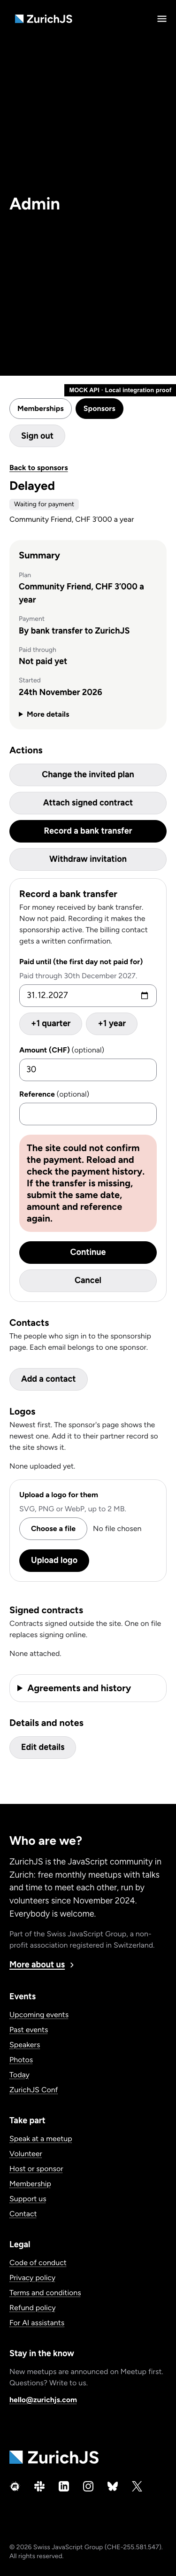 ZurichJS
Admin
MOCK API · Local integration proof
Memberships
Sponsors
Sign out
Back to sponsors
Delayed
Waiting for payment
Community Friend, CHF 3’000 a year
Summary
Plan
Community Friend, CHF 3’000 a
year
Payment
By bank transfer to ZurichJS
Paid through
Not paid yet
Started
24th November 2026
More details
Actions
Change the invited plan
Attach signed contract
Record a bank transfer
Withdraw invitation
Record a bank transfer
For money received by bank transfer.
Now not paid. Recording it makes the
sponsorship active. The billing contact
gets a written confirmation.
Paid until (the first day not paid for)
Paid through 30th December 2027.
31.12.2027
+1 quarter
+1 year
Amount (CHF) (optional)
30
Reference (optional)
The site could not confirm
the payment. Reload and
check the payment history.
If the transfer is missing,
submit the same date,
amount and reference
again.
Continue
Cancel
Contacts
The people who sign in to the sponsorship
page. Each email belongs to one sponsor.
Add a contact
Logos
Newest first. The sponsor's page shows the
newest one. Add it to their partner record so
the site shows it.
None uploaded yet.
Upload a logo for them
SVG, PNG or WebP, up to 2 MB.
Choose a file
No file chosen
Upload logo
Signed contracts
Contracts signed outside the site. One on file
replaces signing online.
None attached.
Agreements and history
Details and notes
Edit details
Who are we?
ZurichJS is the JavaScript community in
Zurich: free monthly meetups with talks
and time to meet each other, run by
volunteers since November 2024.
Everybody is welcome.
Part of the Swiss JavaScript Group, a non-
profit association registered in Switzerland.
More about us
Events
Upcoming events
Past events
Speakers
Photos
Today
ZurichJS Conf
Take part
Speak at a meetup
Volunteer
Host or sponsor
Membership
Support us
Contact
Legal
Code of conduct
Privacy policy
Terms and conditions
Refund policy
For AI assistants
Stay in the know
New meetups are announced on Meetup first.
Questions? Write to us.
hello@zurichjs.com
ZurichJS
© 2026 Swiss JavaScript Group (CHE-255.581.547).
All rights reserved.